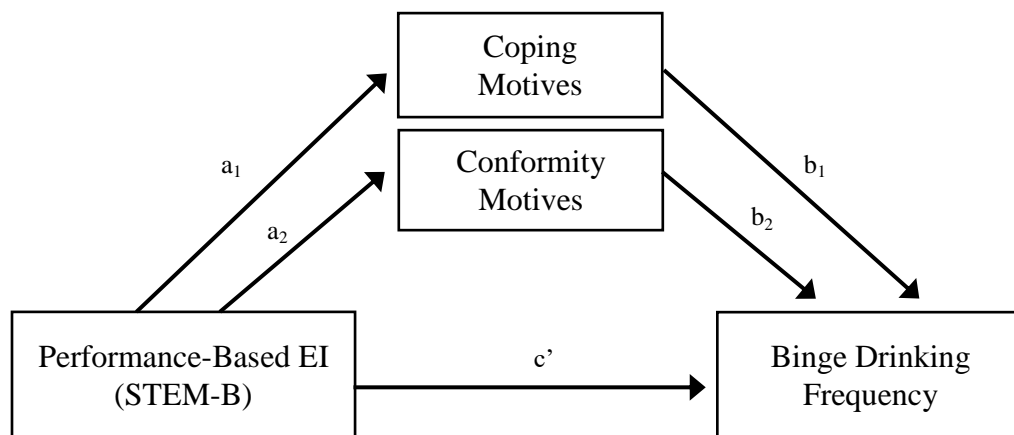 Coping
Motives
a₁
b₁
Conformity
Motives
a₂
b₂
Performance-Based EI
(STEM-B)
c’
Binge Drinking
Frequency